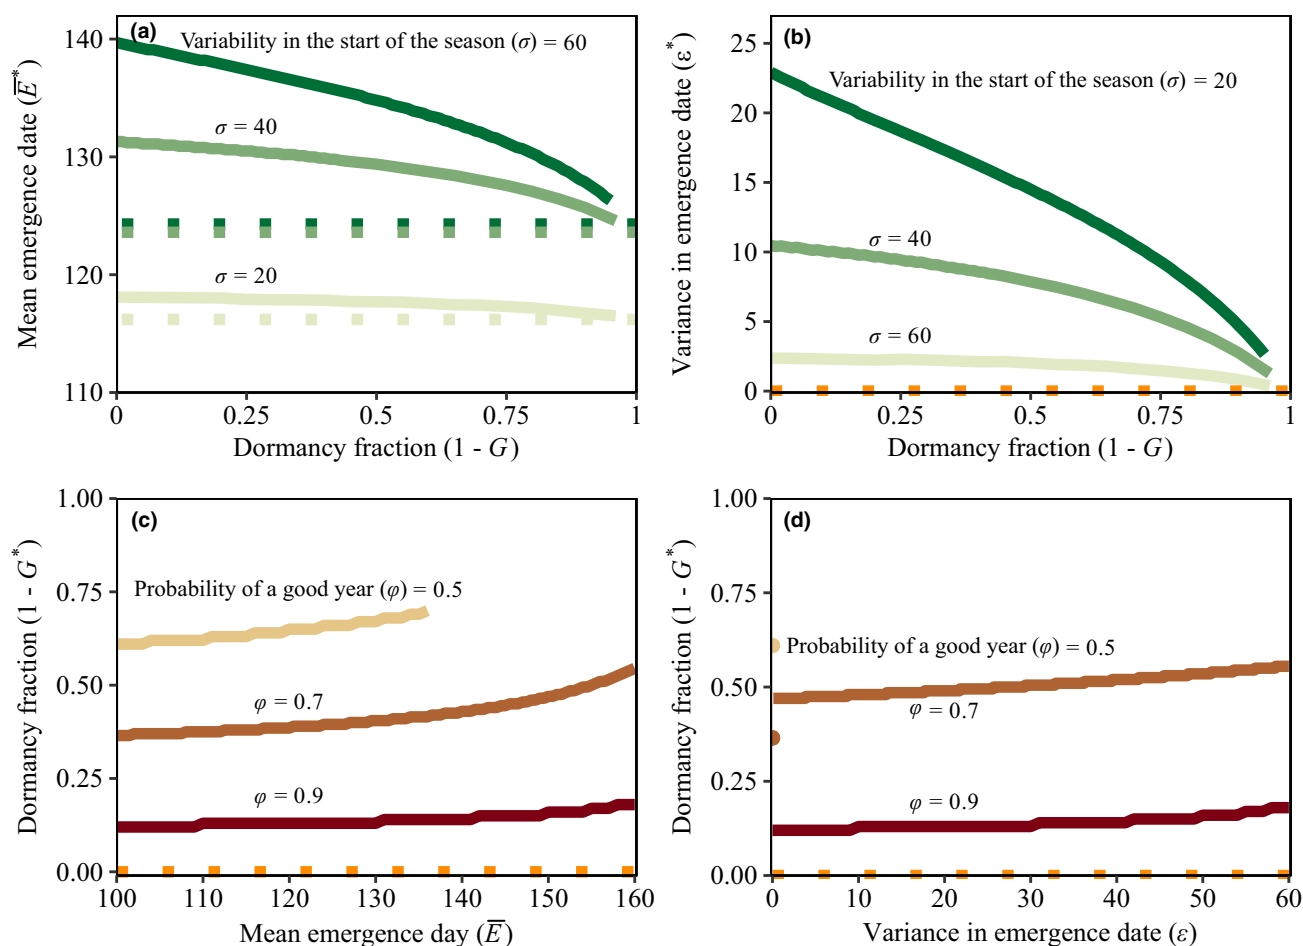 (a)
Variability in the start of the season (σ) = 60
σ = 40
σ = 20
Mean emergence date (E̅*)
140
130
120
110
0 0.25 0.5 0.75 1
Dormancy fraction (1 - G)
(b)
Variability in the start of the season (σ) = 20
σ = 40
σ = 60
Variance in emergence date (ε*)
25
20
15
10
5
0
0 0.25 0.5 0.75 1
Dormancy fraction (1 - G)
(c)
Probability of a good year (φ) = 0.5
φ = 0.7
φ = 0.9
Dormancy fraction (1 - G*)
1.00
0.75
0.50
0.25
0.00
100 110 120 130 140 150 160
Mean emergence day (E̅)
(d)
Probability of a good year (φ) = 0.5
φ = 0.7
φ = 0.9
Dormancy fraction (1 - G*)
1.00
0.75
0.50
0.25
0.00
0 10 20 30 40 50 60
Variance in emergence date (ε)